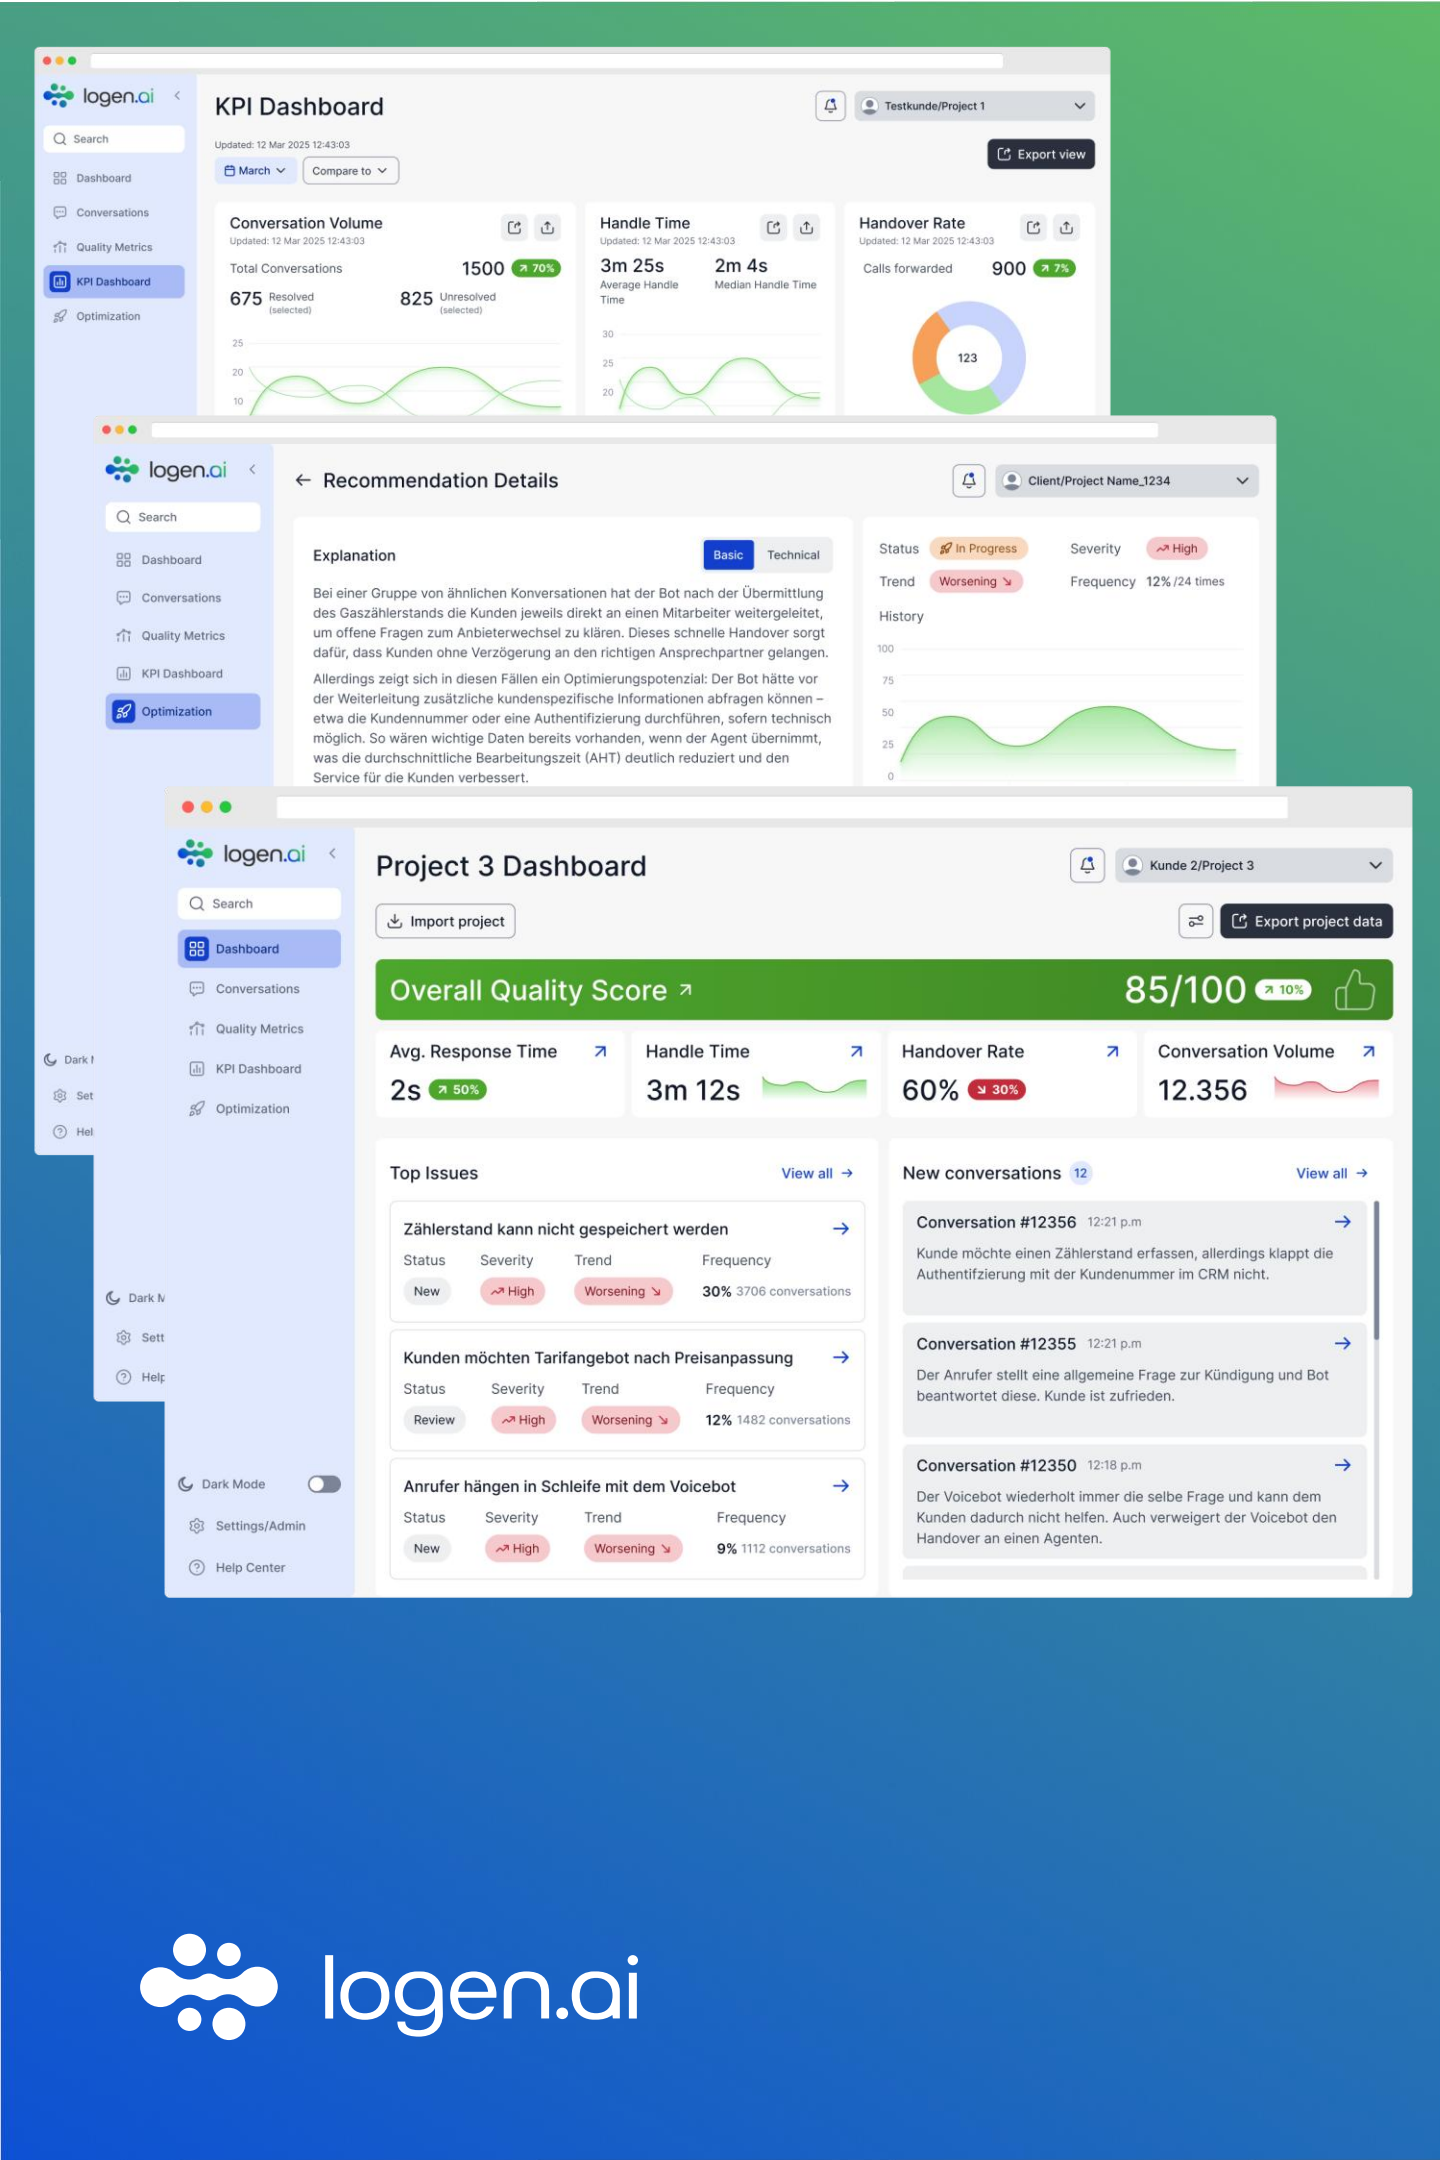 logen.ai
Search
Dashboard
Conversations
Quality Metrics
KPI Dashboard
Optimization
KPI Dashboard
Testkunde/Project 1
Updated: 12 Mar 2025 12:43:03
March
Compare to
Export view
Conversation Volume
Updated: 12 Mar 2025 12:43:03
Total Conversations 1500 70%
675 Resolved (selected) 825 Unresolved (selected)
25
20
10
Handle Time
Updated: 12 Mar 2025 12:43:03
3m 25s
Average Handle
Time
2m 4s
Median Handle Time
30
25
20
Handover Rate
Updated: 12 Mar 2025 12:43:03
Calls forwarded 900 7%
123
Dark
Set
Hel
logen.ai
Search
Dashboard
Conversations
Quality Metrics
KPI Dashboard
Optimization
Recommendation Details
Client/Project Name_1234
Explanation
Basic Technical
Bei einer Gruppe von ähnlichen Konversationen hat der Bot nach der Übermittlung
des Gaszählerstands die Kunden jeweils direkt an einen Mitarbeiter weitergeleitet,
um offene Fragen zum Anbieterwechsel zu klären. Dieses schnelle Handover sorgt
dafür, dass Kunden ohne Verzögerung an den richtigen Ansprechpartner gelangen.
Allerdings zeigt sich in diesen Fällen ein Optimierungspotenzial: Der Bot hätte vor
der Weiterleitung zusätzliche kundenspezifische Informationen abfragen können –
etwa die Kundennummer oder eine Authentifizierung durchführen, sofern technisch
möglich. So wären wichtige Daten bereits vorhanden, wenn der Agent übernimmt,
was die durchschnittliche Bearbeitungszeit (AHT) deutlich reduziert und den
Service für die Kunden verbessert.
Status In Progress Severity High
Trend Worsening Frequency 12% /24 times
History
100
75
50
25
0
Dark M
Sett
Help
logen.ai
Search
Dashboard
Conversations
Quality Metrics
KPI Dashboard
Optimization
Dark Mode
Settings/Admin
Help Center
Project 3 Dashboard
Kunde 2/Project 3
Import project
Export project data
Overall Quality Score 85/100 10%
Avg. Response Time
2s 50%
Handle Time
3m 12s
Handover Rate
60% 30%
Conversation Volume
12.356
Top Issues View all
Zählerstand kann nicht gespeichert werden
Status Severity Trend Frequency
New High Worsening 30% 3706 conversations
Kunden möchten Tarifangebot nach Preisanpassung
Status Severity Trend Frequency
Review High Worsening 12% 1482 conversations
Anrufer hängen in Schleife mit dem Voicebot
Status Severity Trend Frequency
New High Worsening 9% 1112 conversations
New conversations 12 View all
Conversation #12356 12:21 p.m
Kunde möchte einen Zählerstand erfassen, allerdings klappt die
Authentifzierung mit der Kundenummer im CRM nicht.
Conversation #12355 12:21 p.m
Der Anrufer stellt eine allgemeine Frage zur Kündigung und Bot
beantwortet diese. Kunde ist zufrieden.
Conversation #12350 12:18 p.m
Der Voicebot wiederholt immer die selbe Frage und kann dem
Kunden dadurch nicht helfen. Auch verweigert der Voicebot den
Handover an einen Agenten.
logen.ai